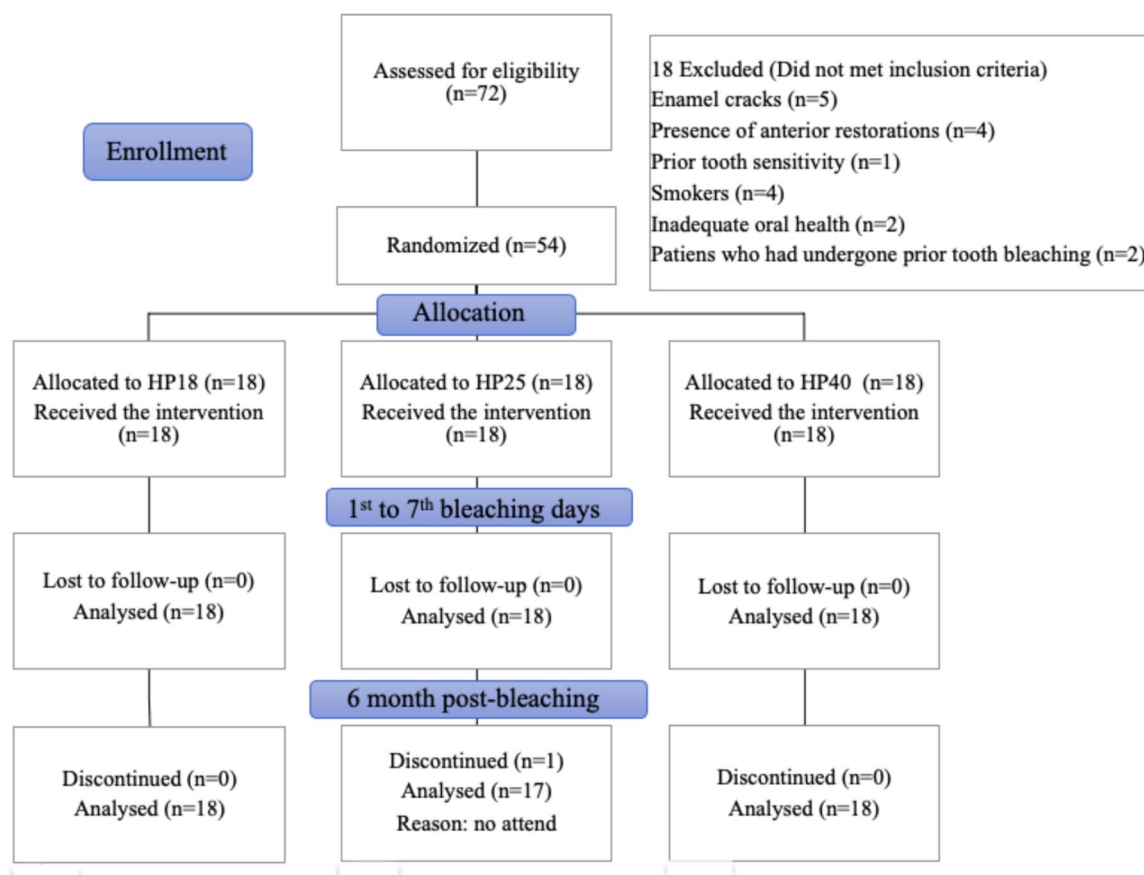 Assessed for eligibility
(n=72)
18 Excluded (Did not met inclusion criteria)
Enamel cracks (n=5)
Presence of anterior restorations (n=4)
Prior tooth sensitivity (n=1)
Smokers (n=4)
Inadequate oral health (n=2)
Patiens who had undergone prior tooth bleaching (n=2)
Enrollment
Randomized (n=54)
Allocation
Allocated to HP18 (n=18)
Received the intervention
(n=18)
Allocated to HP25 (n=18)
Received the intervention
(n=18)
Allocated to HP40 (n=18)
Received the intervention
(n=18)
1st to 7th bleaching days
Lost to follow-up (n=0)
Analysed (n=18)
Lost to follow-up (n=0)
Analysed (n=18)
Lost to follow-up (n=0)
Analysed (n=18)
6 month post-bleaching
Discontinued (n=0)
Analysed (n=18)
Discontinued (n=1)
Analysed (n=17)
Reason: no attend
Discontinued (n=0)
Analysed (n=18)